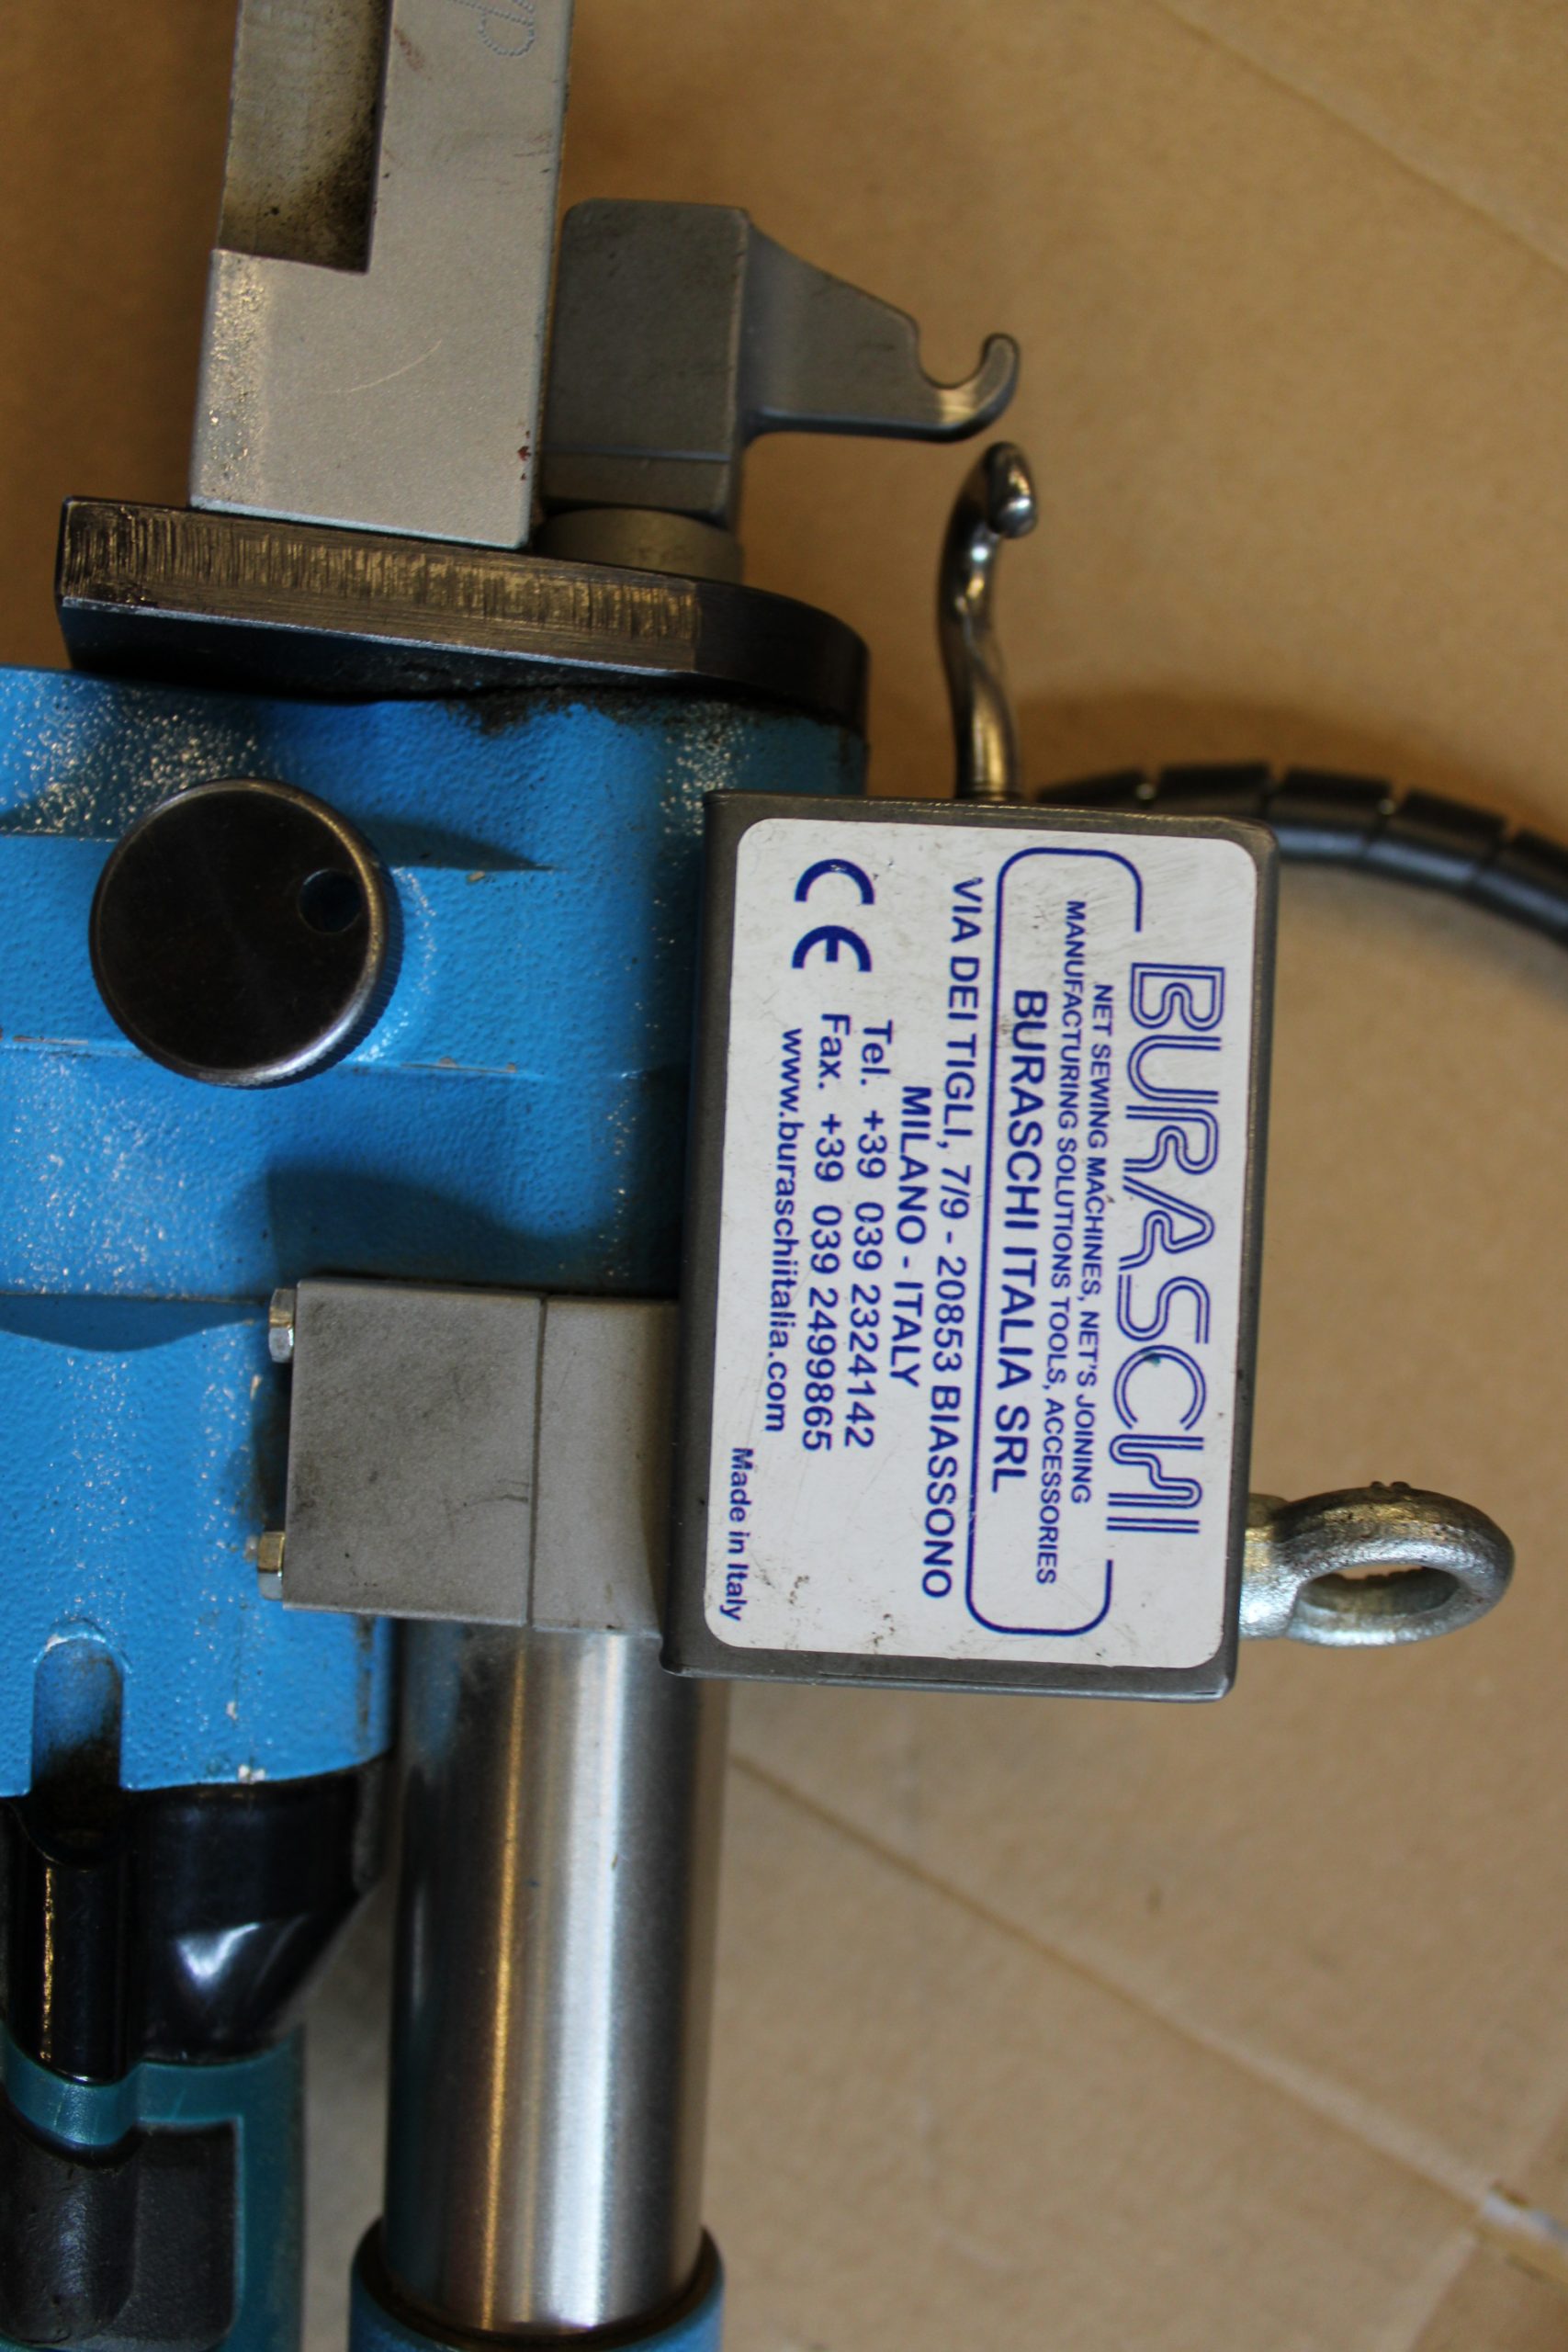 BURASCHI
NET SEWING MACHINES, NET'S JOINING
MANUFACTURING SOLUTIONS TOOLS, ACCESSORIES
BURASCHI ITALIA SRL
VIA DEI TIGLI, 7/9 - 20853 BIASSONO
MILANO - ITALY
Tel. +39 039 2324142
Fax. +39 039 2499865
www.buraschiitalia.com
CE
Made in Italy